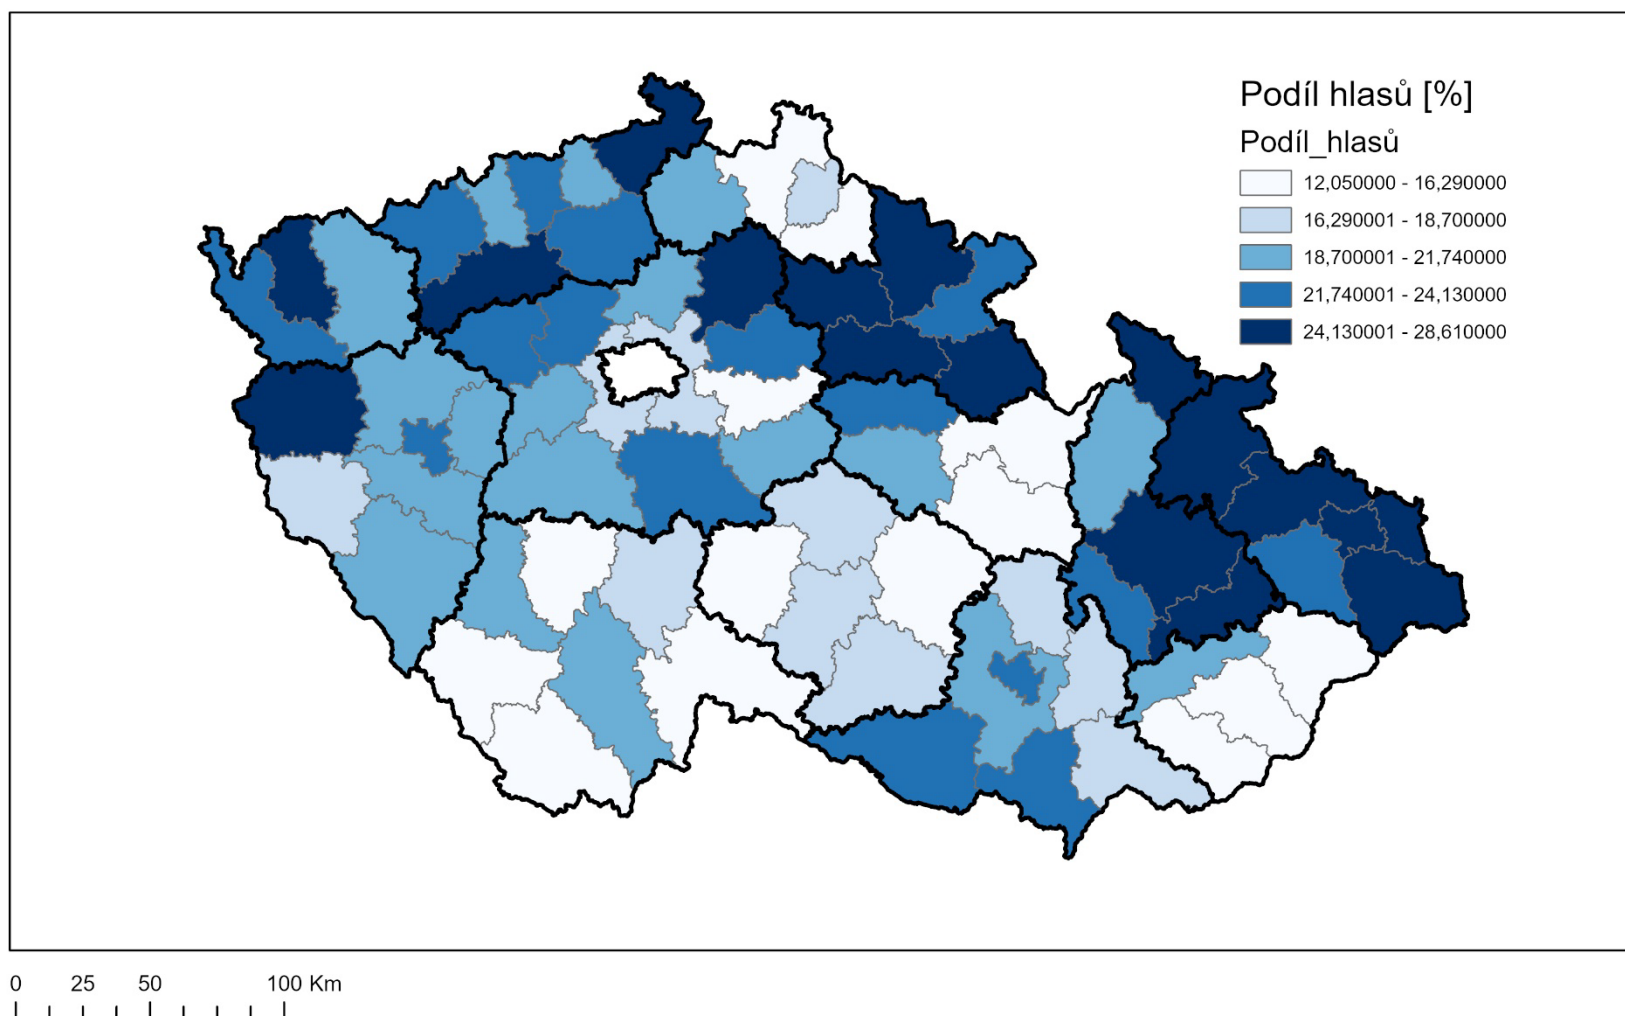 Podíl hlasů [%]
Podíl_hlasů
12,050000 - 16,290000
16,290001 - 18,700000
18,700001 - 21,740000
21,740001 - 24,130000
24,130001 - 28,610000
0 25 50 100 Km